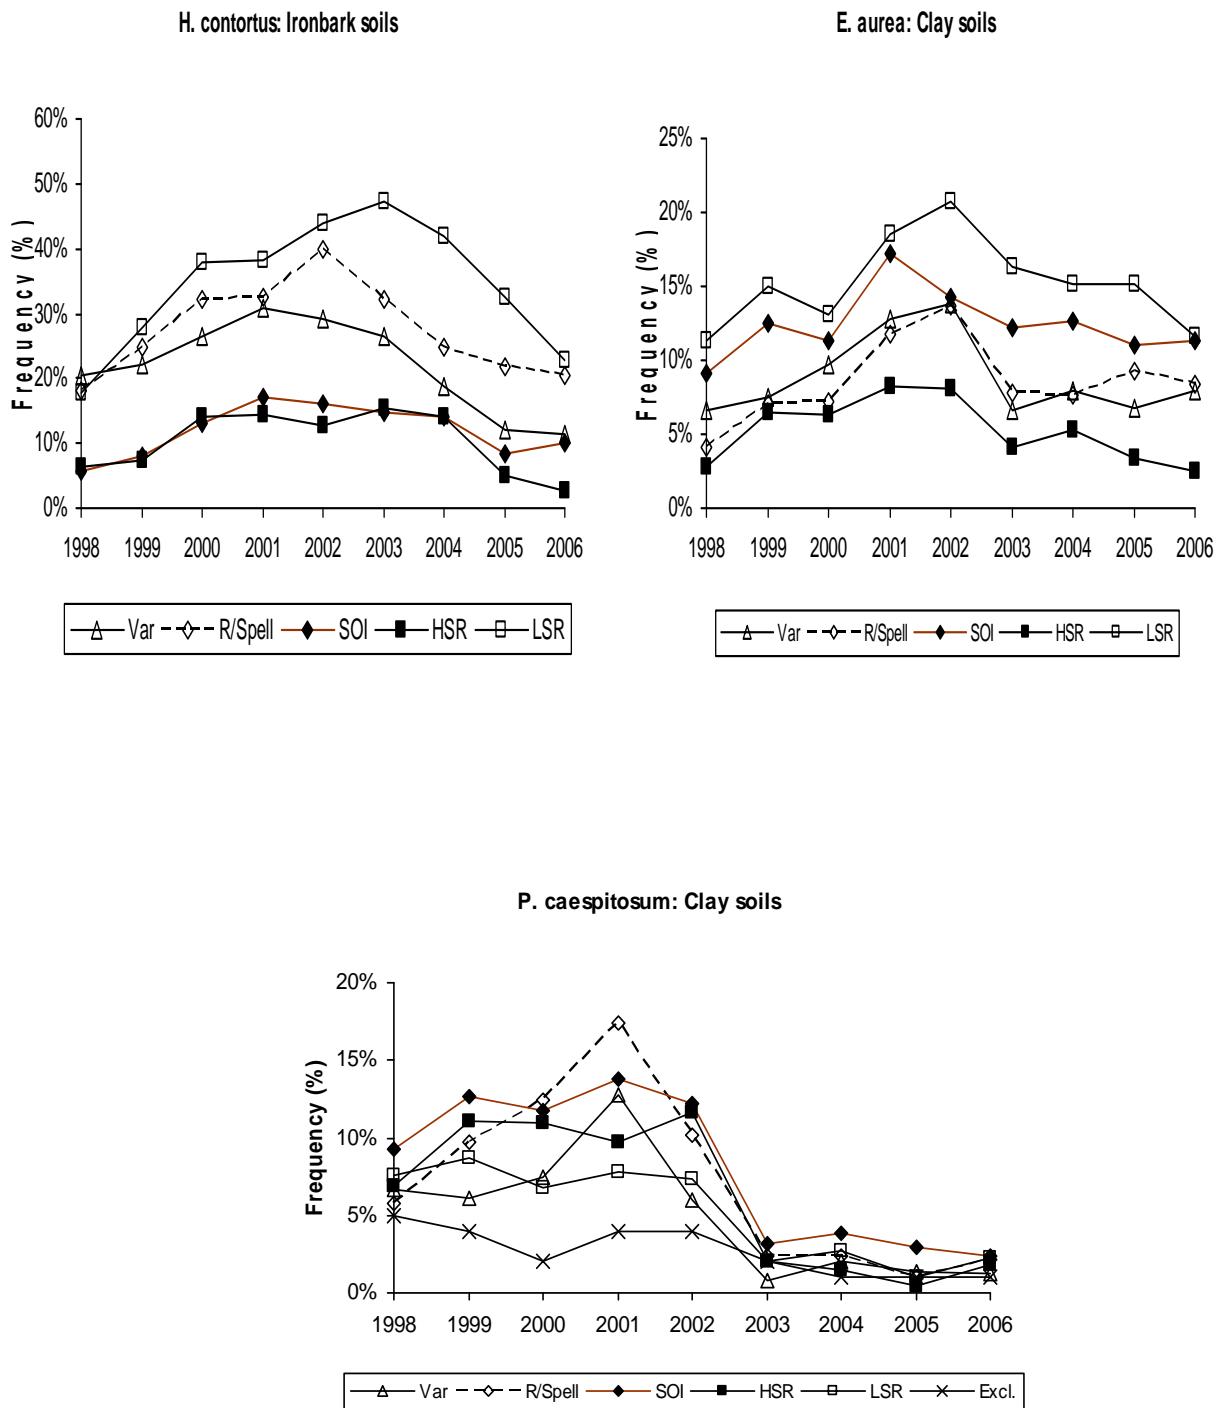 H. contortus: Ironbark soils
60%
50%
40%
30%
20%
10%
0%
Frequency (%)
1998 1999 2000 2001 2002 2003 2004 2005 2006
Var R/Spell SOI HSR LSR
E. aurea: Clay soils
25%
20%
15%
10%
5%
0%
Frequency (%)
1998 1999 2000 2001 2002 2003 2004 2005 2006
Var R/Spell SOI HSR LSR
P. caespitosum: Clay soils
20%
15%
10%
5%
0%
Frequency (%)
1998 1999 2000 2001 2002 2003 2004 2005 2006
Var R/Spell SOI HSR LSR Excl.